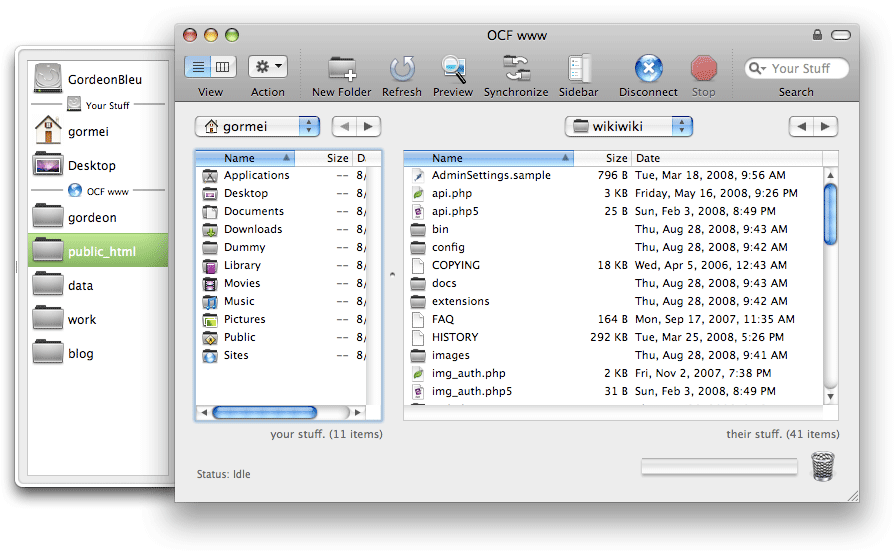 OCF www
View
Action
New Folder
Refresh
Preview
Synchronize
Sidebar
Disconnect
Stop
Your Stuff
Search
GordeonBleu
Your Stuff
gormei
Desktop
OCF www
gordeon
public_html
data
work
blog
gormei
Name Size D
Applications -- 8/
Desktop -- 8/
Documents -- 8/
Downloads -- 8/
Dummy -- 8/
Library -- 8/
Movies -- 8/
Music -- 8/
Pictures -- 8/
Public -- 8/
Sites -- 8/
your stuff. (11 items)
wikiwiki
Name Size Date
AdminSettings.sample 796 B Tue, Mar 18, 2008, 9:56 AM
api.php 3 KB Friday, May 16, 2008, 9:26 PM
api.php5 25 B Sun, Feb 3, 2008, 8:49 PM
bin Thu, Aug 28, 2008, 9:43 AM
config Thu, Aug 28, 2008, 9:42 AM
COPYING 18 KB Wed, Apr 5, 2006, 12:43 AM
docs Thu, Aug 28, 2008, 9:43 AM
extensions Thu, Aug 28, 2008, 9:42 AM
FAQ 164 B Mon, Sep 17, 2007, 11:35 AM
HISTORY 292 KB Tue, Mar 25, 2008, 5:26 PM
images Thu, Aug 28, 2008, 9:41 AM
img_auth.php 2 KB Fri, Nov 2, 2007, 7:38 PM
img_auth.php5 31 B Sun, Feb 3, 2008, 8:49 PM
their stuff. (41 items)
Status: Idle